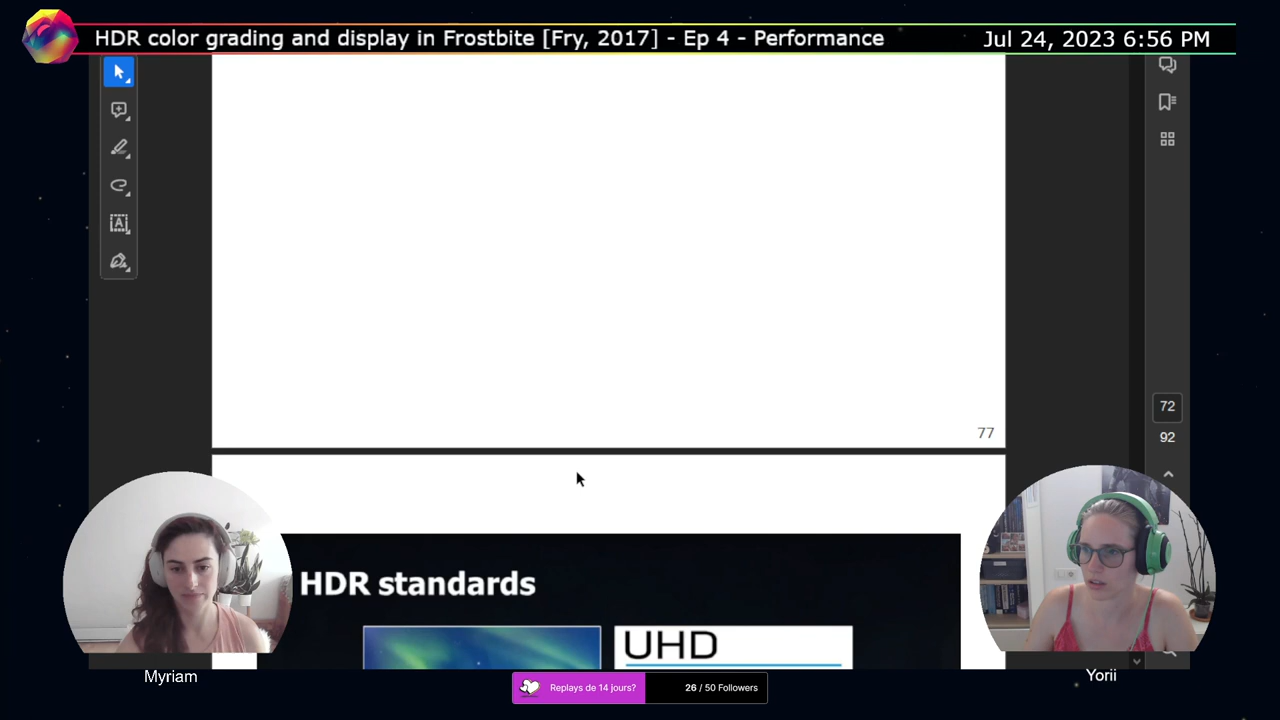 HDR color grading and display in Frostbite [Fry, 2017] - Ep 4 - Performance
Jul 24, 2023 6:56 PM
72
92
77
HDR standards
UHD
Myriam
Yorii
Replays de 14 jours?
26 / 50 Followers